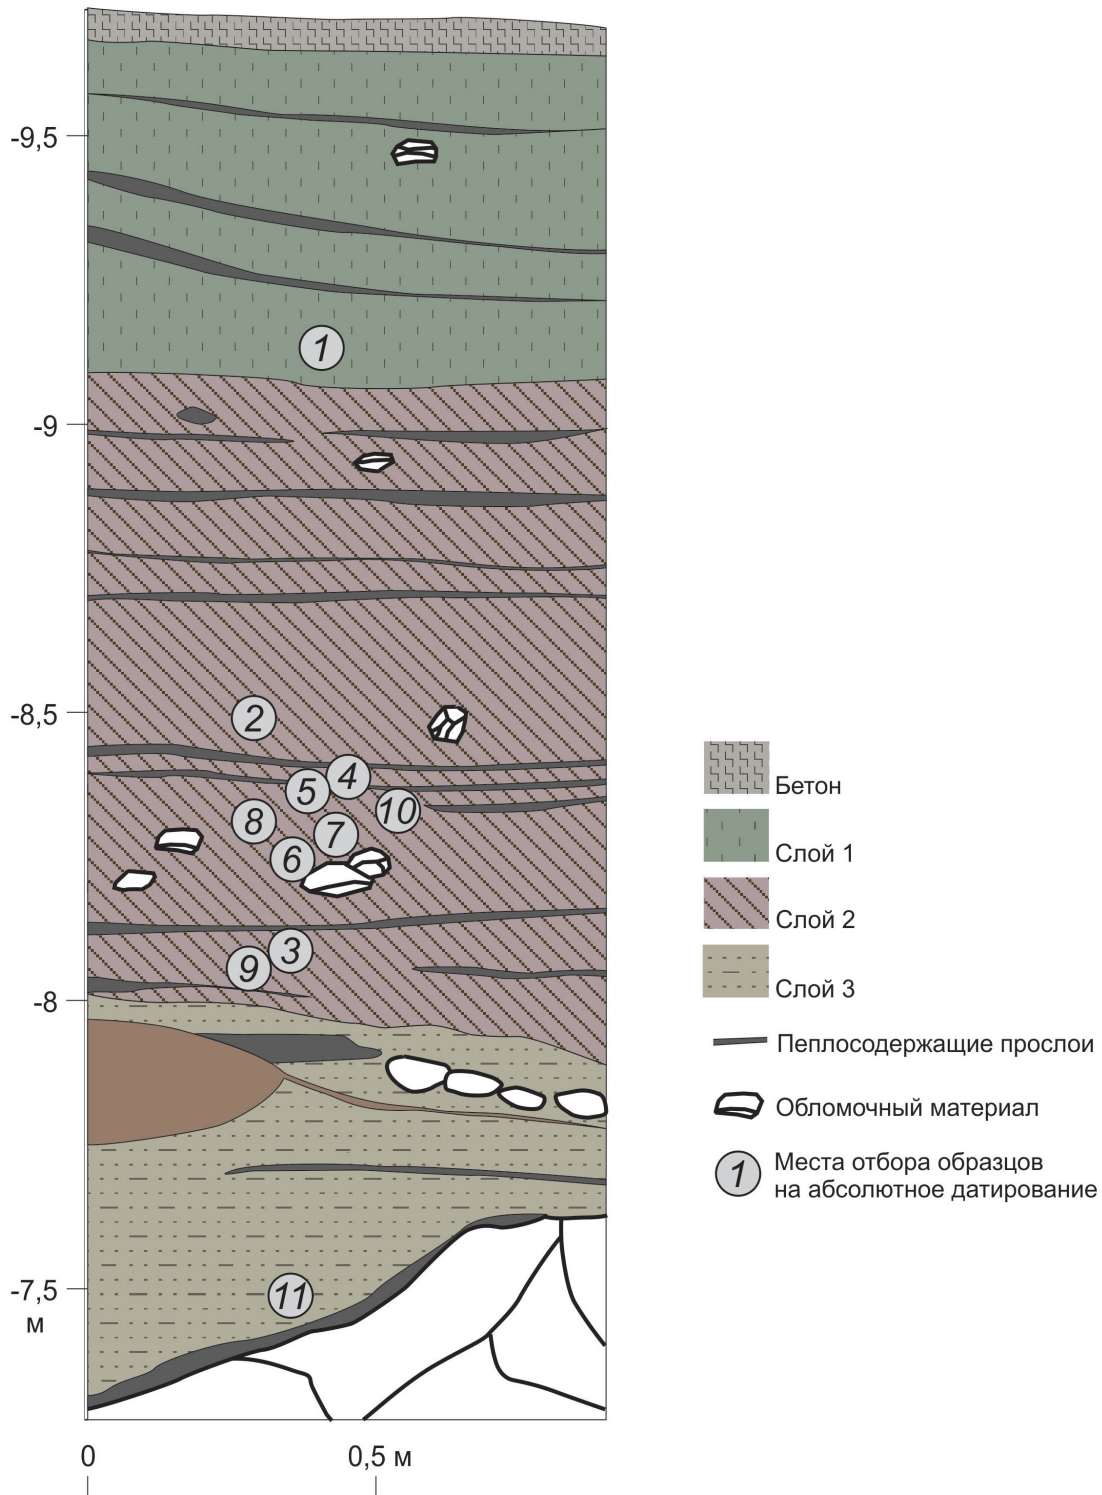 -9,5
1
-9
-8,5
2
4
5
10
8
7
6
3
9
-8
-7,5
м
11
0
0,5 м
Бетон
Слой 1
Слой 2
Слой 3
Пеплосодержащие прослои
Обломочный материал
1
Места отбора образцов
на абсолютное датирование